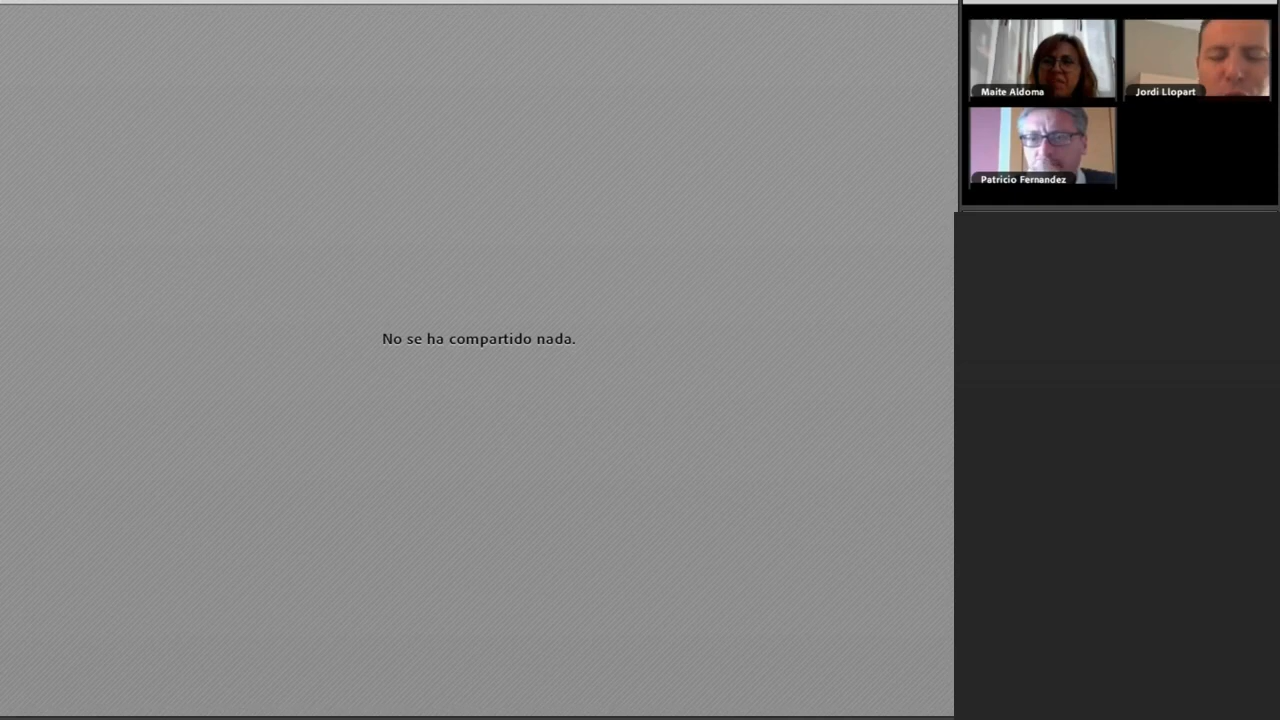 Maite Aldoma
Jordi Llopart
Patricio Fernandez
No se ha compartido nada.